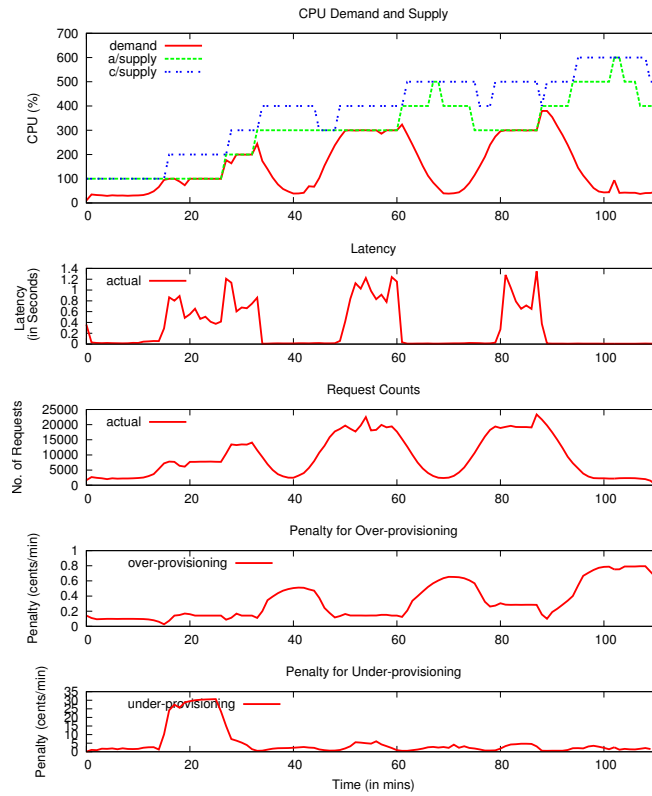 CPU Demand and Supply
CPU (%)
700
600
500
400
300
200
100
0
demand
a/supply
c/supply
0 20 40 60 80 100
Latency
Latency
(in Seconds)
1.4
1.2
1
0.8
0.6
0.4
0.2
0
actual
0 20 40 60 80 100
Request Counts
No. of Requests
25000
20000
15000
10000
5000
0
actual
0 20 40 60 80 100
Penalty for Over-provisioning
Penalty (cents/min)
1
0.8
0.6
0.4
0.2
0
over-provisioning
0 20 40 60 80 100
Penalty for Under-provisioning
Penalty (cents/min)
35
30
25
20
15
10
5
0
under-provisioning
0 20 40 60 80 100
Time (in mins)